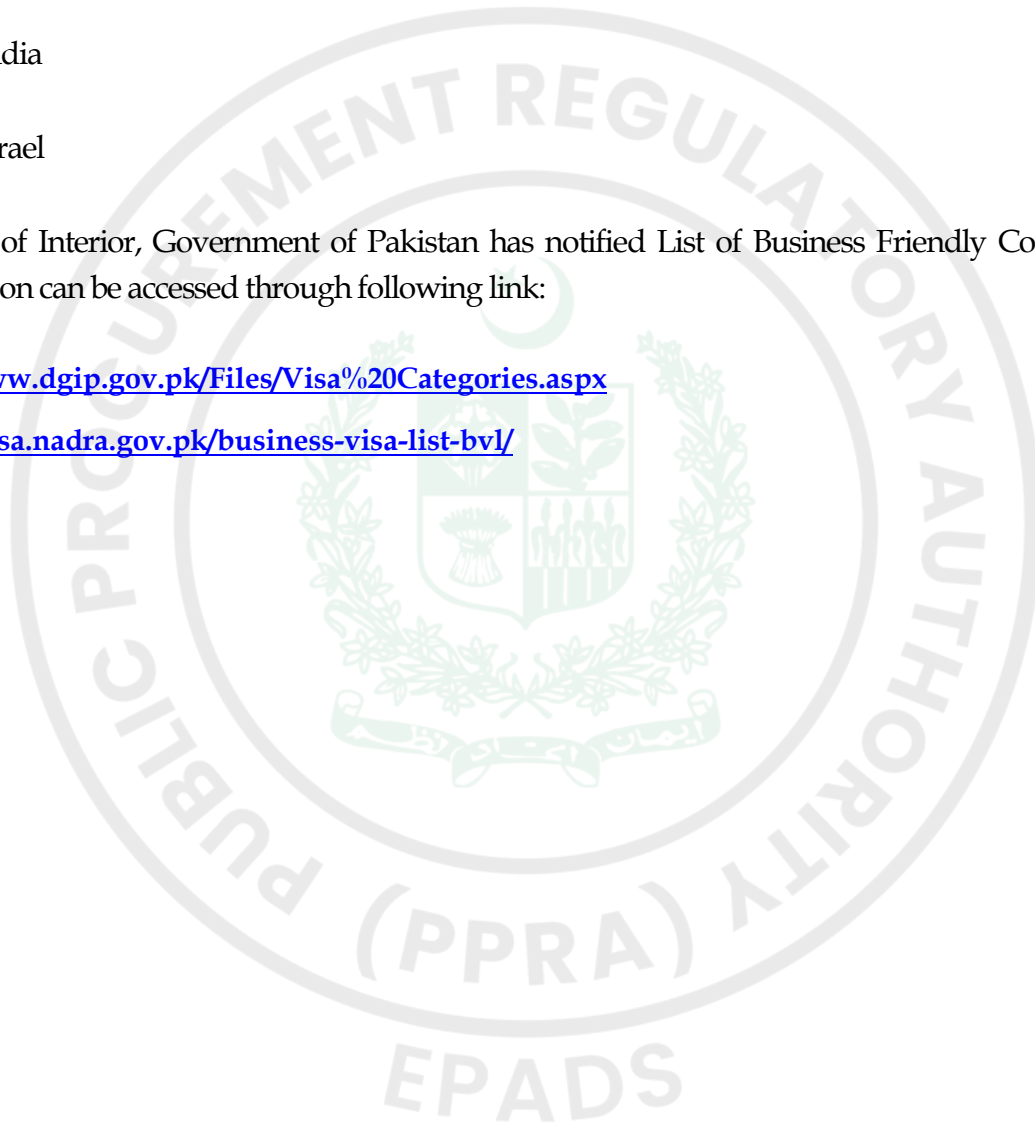 dia
rael
of Interior, Government of Pakistan has notified List of Business Friendly Co
on can be accessed through following link:
ww.dgip.gov.pk/Files/Visa%20Categories.aspx
sa.nadra.gov.pk/business-visa-list-bvl/
PUBLIC PROCUREMENT REGULATORY AUTHORITY
(PPRA)
EPADS